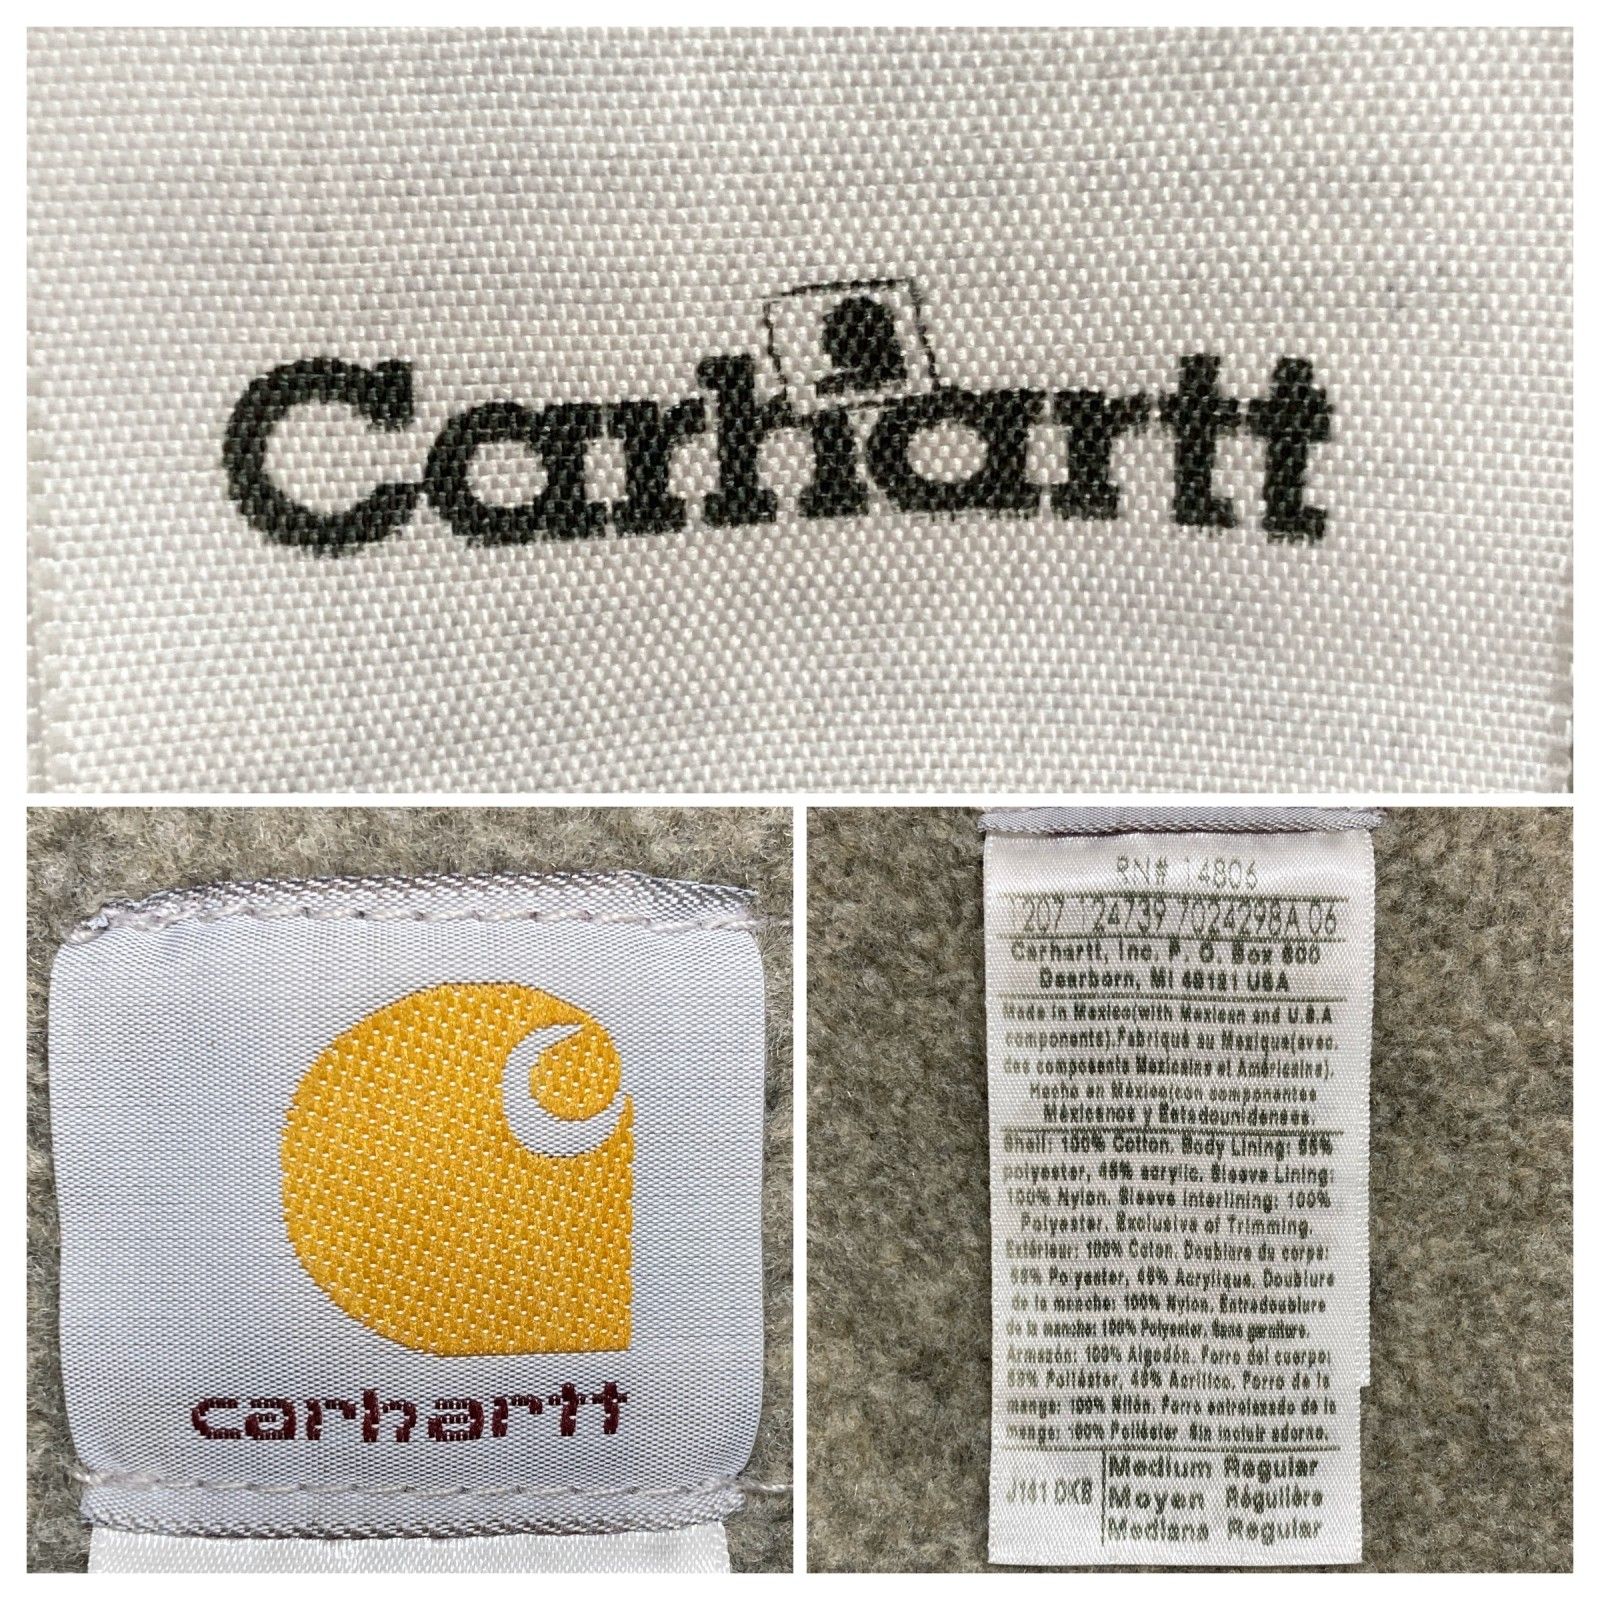 Carhartt
carhartt
RN# 14806
1207 124739 7024298A 06
Carhartt, Inc. P. O. Box 600
Dearborn, MI 48121 USA
Made in Mexico(with Mexican and U.S.A
components).Fabriqué au Mexique(avec.
des composants Mexicains et Américains).
Hecho en México(con componentes
Mexicanos y Estadounidenses.
Shell: 100% Cotton. Body Lining: 55%
polyester, 45% acrylic. Sleeve Lining:
100% Nylon. Sleeve Interlining: 100%
Polyester. Exclusive of Trimming.
Extérieur: 100% Coton. Doublure du corps:
55% Polyester, 45% Acrylique. Doublure
de la manche: 100% Nylon. Entredoublure
de la manche: 100% Polyester. Sans garniture.
Armazón: 100% Algodón. Forro del cuerpo:
55% Poliéster, 45% Acrílico. Forro de la
manga: 100% Nilón. Forro entrelazado de la
manga: 100% Poliéster. Sin incluir adorno.
J141 DKB
Medium Regular
Moyen Régulière
Mediana Regular